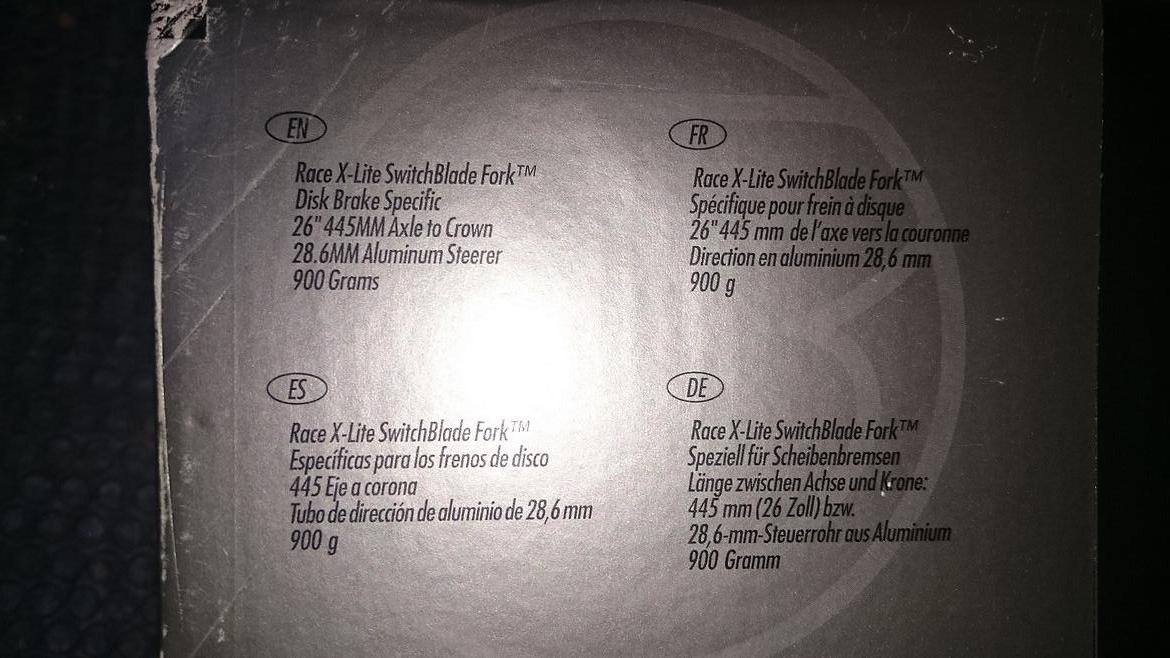 EN
Race X-Lite SwitchBlade Fork™
Disk Brake Specific
26" 445MM Axle to Crown
28.6MM Aluminum Steerer
900 Grams
FR
Race X-Lite SwitchBlade Fork™
Spécifique pour frein à disque
26" 445 mm de l'axe vers la couronne
Direction en aluminium 28,6 mm
900 g
ES
Race X-Lite SwitchBlade Fork™
Específicas para los frenos de disco
445 Eje a corona
Tubo de dirección de aluminio de 28,6 mm
900 g
DE
Race X-Lite SwitchBlade Fork™
Speziell für Scheibenbremsen
Länge zwischen Achse und Krone:
445 mm (26 Zoll) bzw.
28,6-mm-Steuerrohr aus Aluminium
900 Gramm